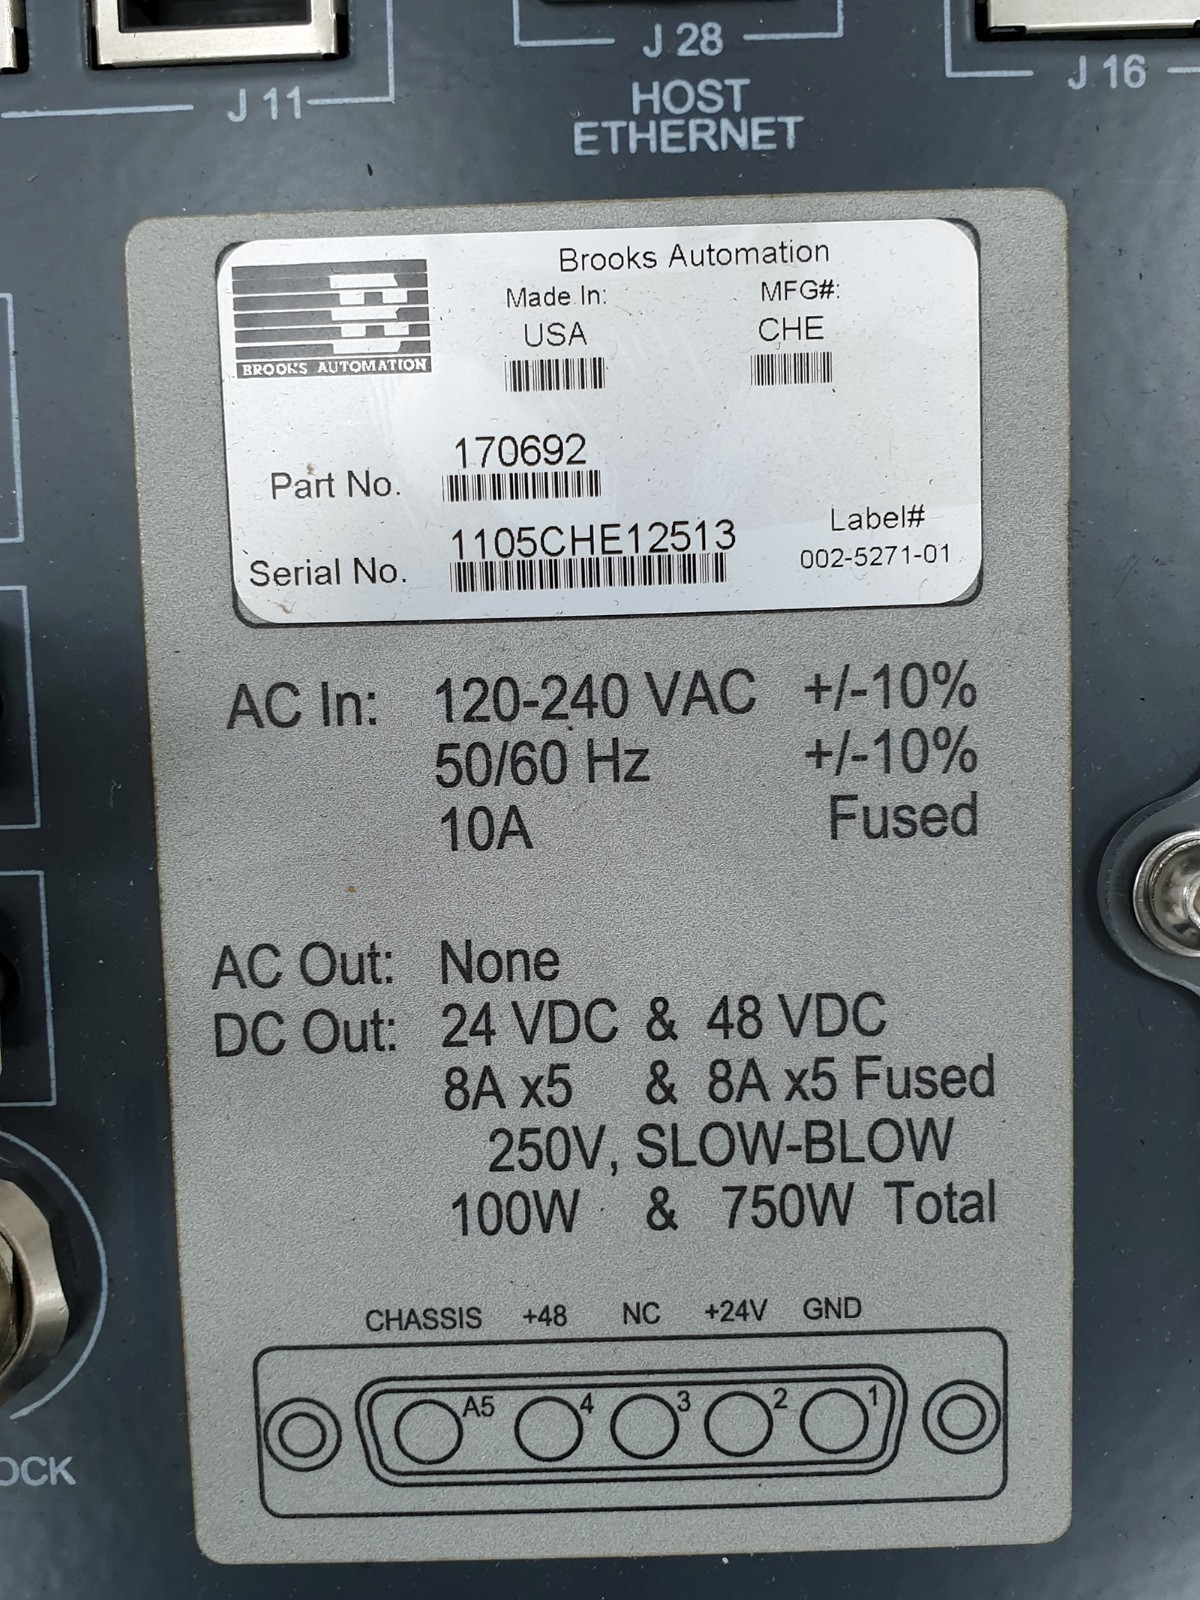 J 28
J 11
J 16
HOST
ETHERNET
Brooks Automation
Made In:
MFG#:
USA
CHE
BROOKS AUTOMATION
170692
Part No.
1105CHE12513
Serial No.
Label#
002-5271-01
AC In: 120-240 VAC +/-10%
50/60 Hz +/-10%
10A Fused
AC Out: None
DC Out: 24 VDC & 48 VDC
8A x5 & 8A x5 Fused
250V, SLOW-BLOW
100W & 750W Total
CHASSIS +48 NC +24V GND
A5 4 3 2 1
OCK